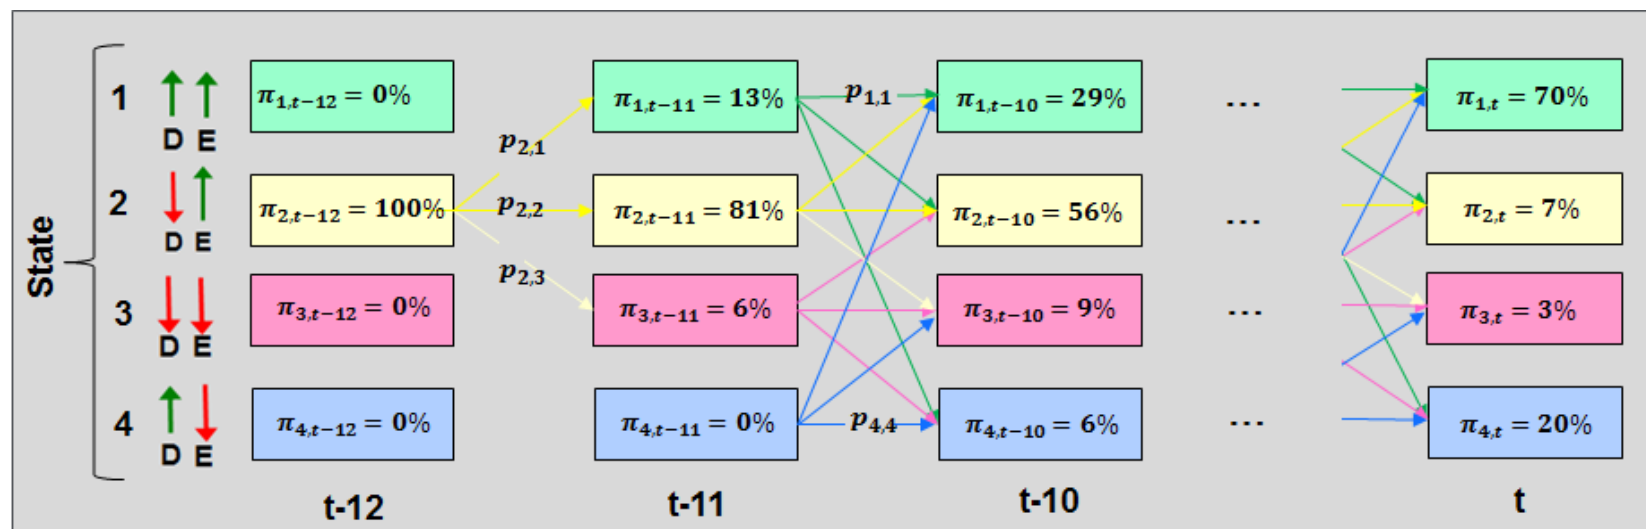 State
1
D E
2
D E
3
D E
4
D E
π₁,ₜ₋₁₂ = 0%
π₂,ₜ₋₁₂ = 100%
π₃,ₜ₋₁₂ = 0%
π₄,ₜ₋₁₂ = 0%
t-12
p₂,₁
p₂,₂
p₂,₃
π₁,ₜ₋₁₁ = 13%
π₂,ₜ₋₁₁ = 81%
π₃,ₜ₋₁₁ = 6%
π₄,ₜ₋₁₁ = 0%
t-11
p₁,₁
p₄,₄
π₁,ₜ₋₁₀ = 29%
π₂,ₜ₋₁₀ = 56%
π₃,ₜ₋₁₀ = 9%
π₄,ₜ₋₁₀ = 6%
t-10
...
...
...
...
π₁,ₜ = 70%
π₂,ₜ = 7%
π₃,ₜ = 3%
π₄,ₜ = 20%
t